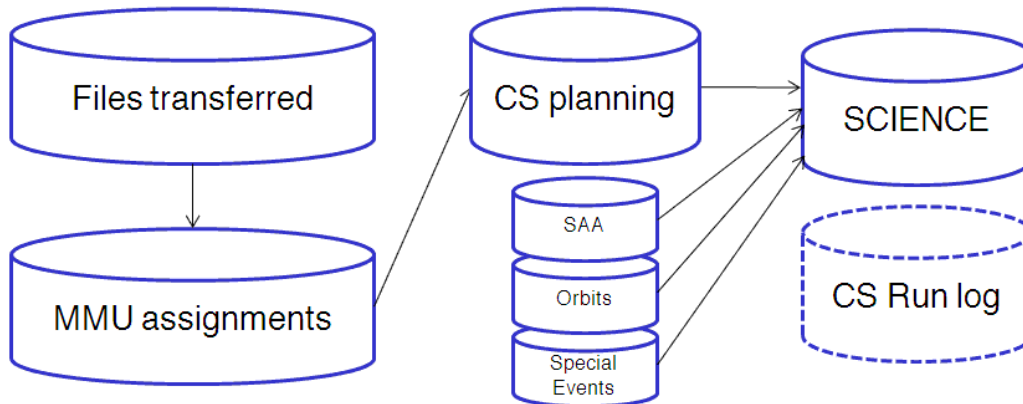 Files transferred
MMU assignments
CS planning
SAA
Orbits
Special
Events
SCIENCE
CS Run log